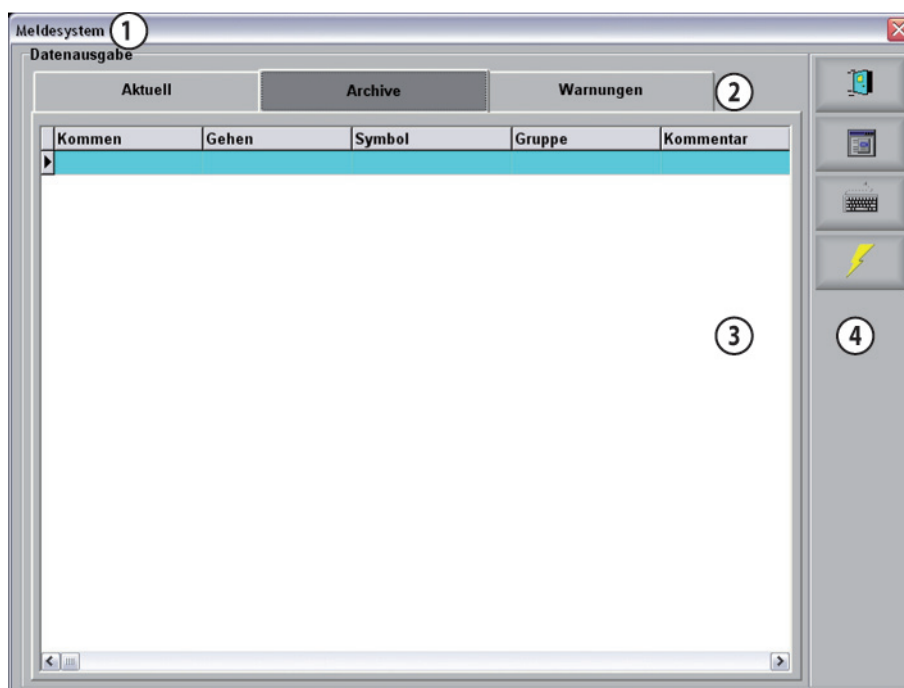 Meldesystem 1
Datenausgabe
Aktuell Archive Warnungen 2
Kommen Gehen Symbol Gruppe Kommentar
3 4